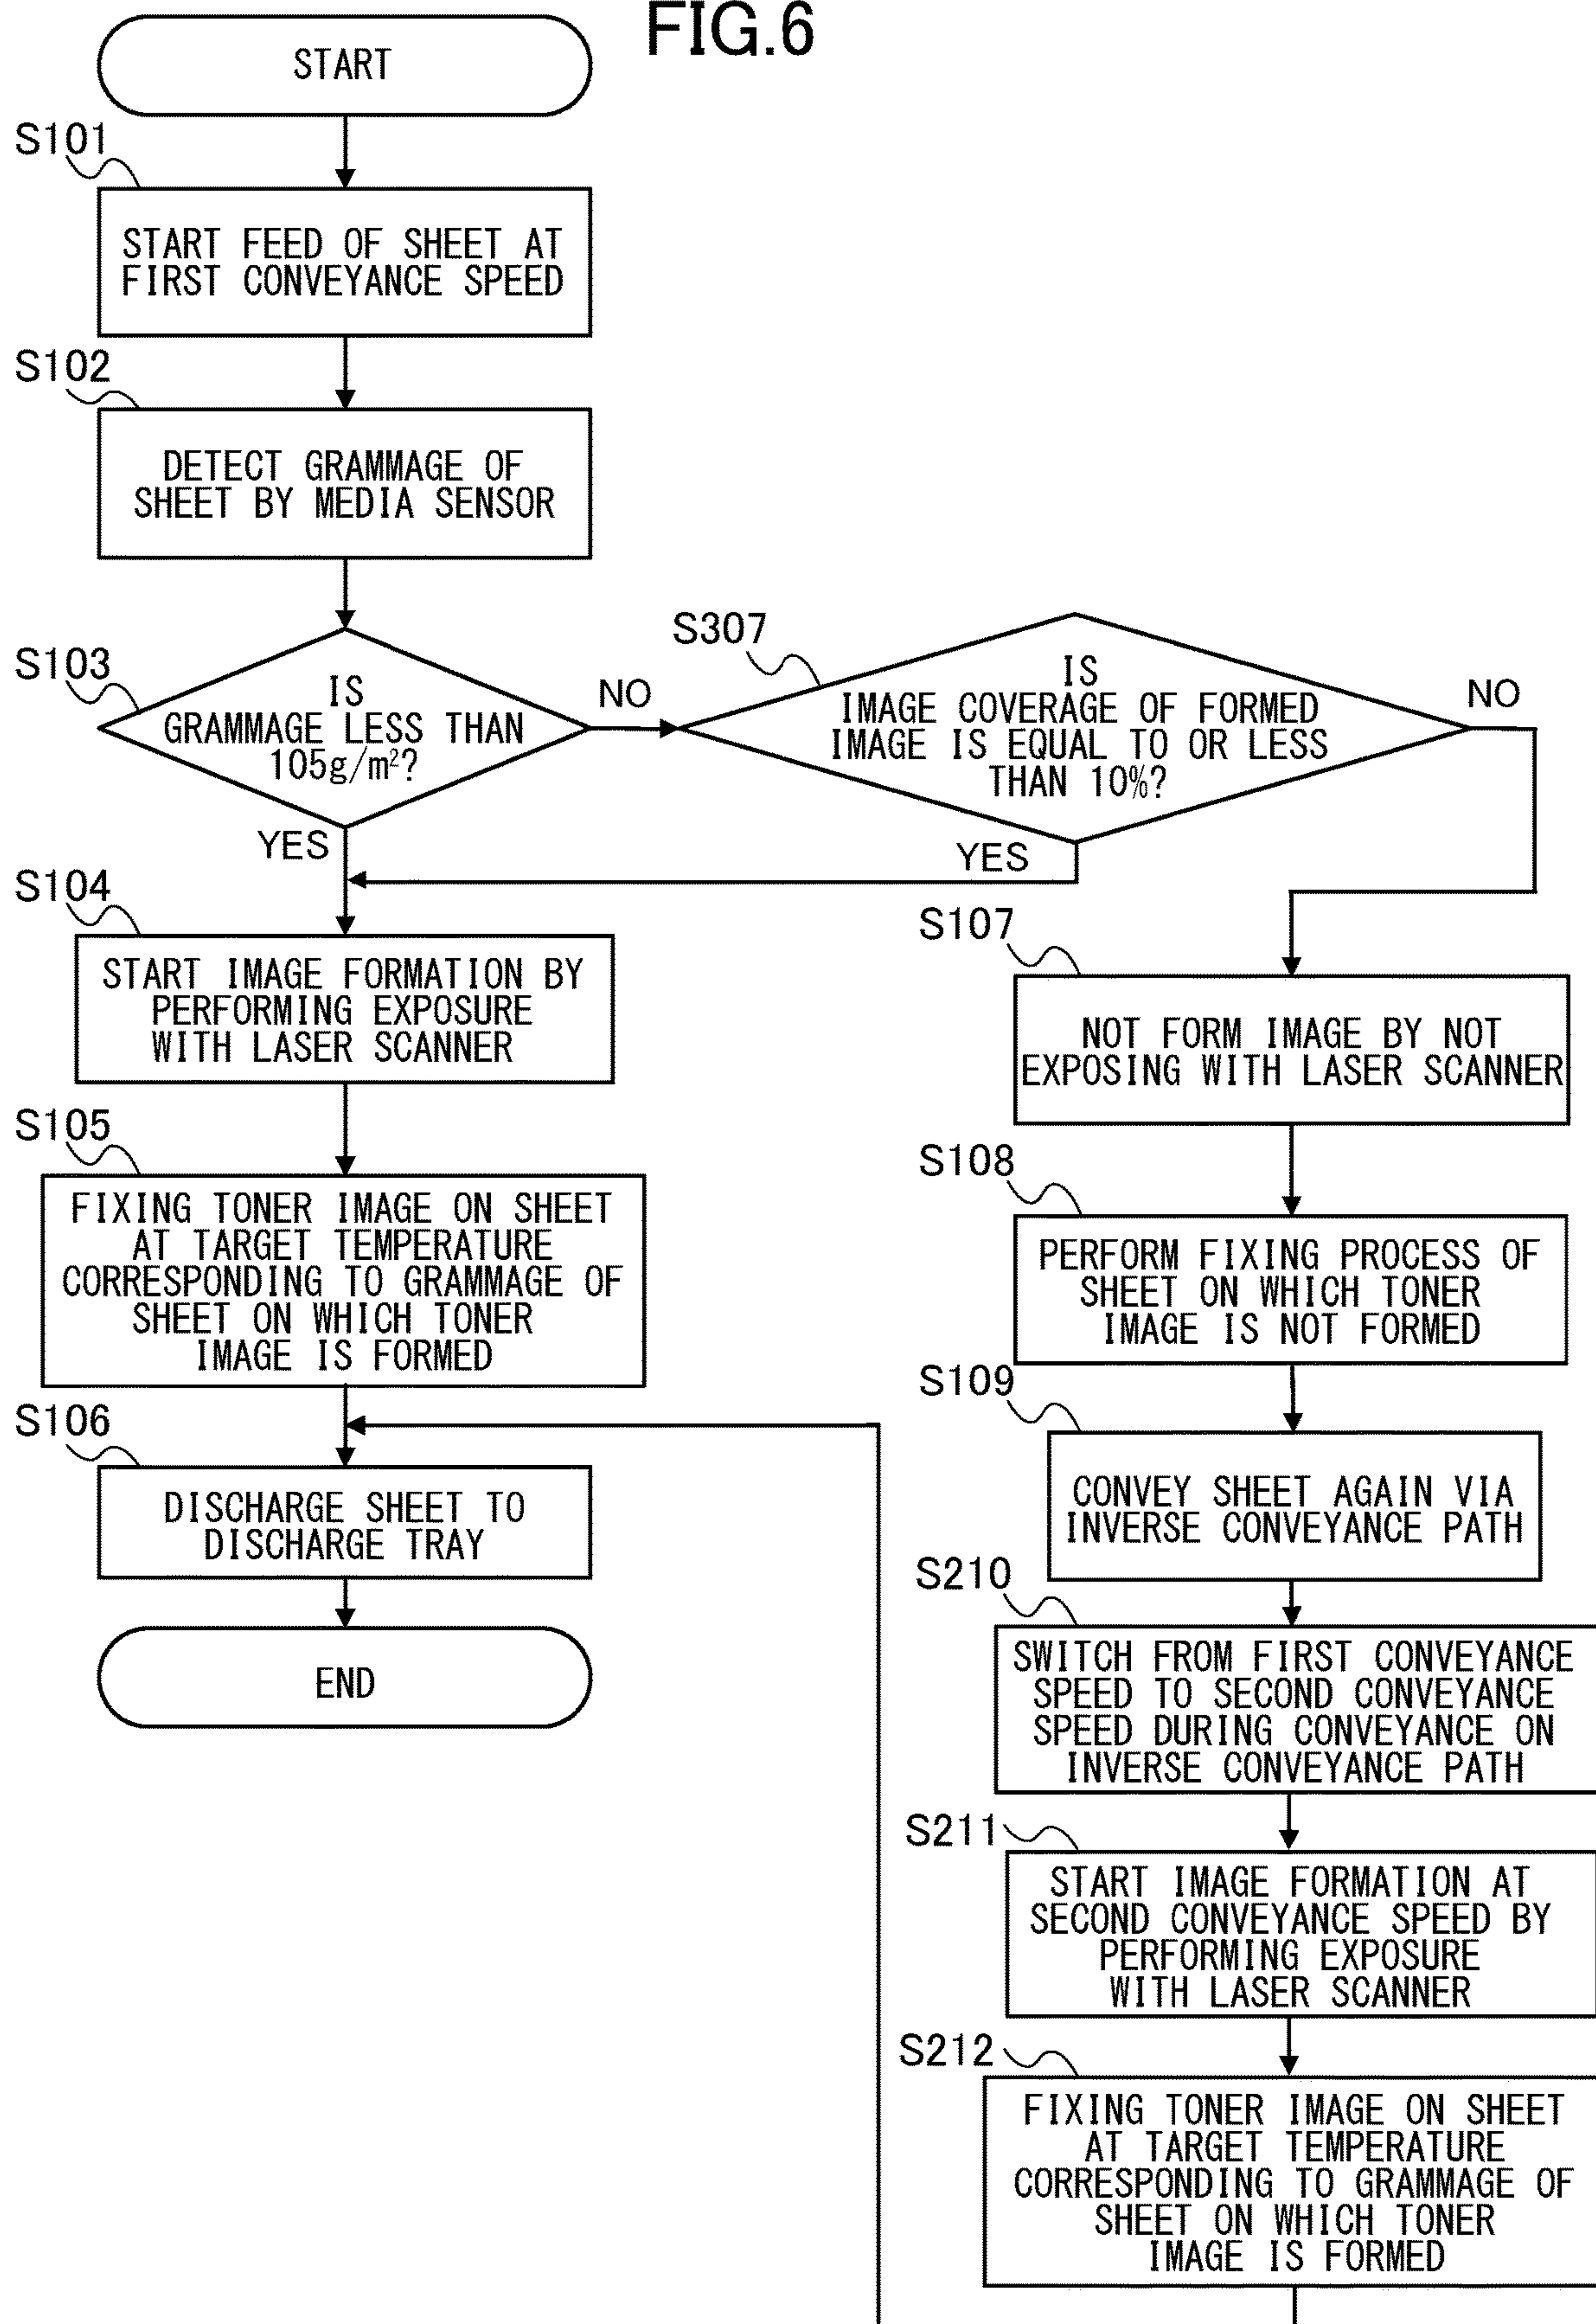 FIG.6
START
S101
START FEED OF SHEET AT
FIRST CONVEYANCE SPEED
S102
DETECT GRAMMAGE OF
SHEET BY MEDIA SENSOR
S103
IS
GRAMMAGE LESS THAN
105g/m²?
NO
YES
S307
IS
IMAGE COVERAGE OF FORMED
IMAGE IS EQUAL TO OR LESS
THAN 10%?
NO
YES
S104
START IMAGE FORMATION BY
PERFORMING EXPOSURE
WITH LASER SCANNER
S105
FIXING TONER IMAGE ON SHEET
AT TARGET TEMPERATURE
CORRESPONDING TO GRAMMAGE OF
SHEET ON WHICH TONER
IMAGE IS FORMED
S106
DISCHARGE SHEET TO
DISCHARGE TRAY
END
S107
NOT FORM IMAGE BY NOT
EXPOSING WITH LASER SCANNER
S108
PERFORM FIXING PROCESS OF
SHEET ON WHICH TONER
IMAGE IS NOT FORMED
S109
CONVEY SHEET AGAIN VIA
INVERSE CONVEYANCE PATH
S210
SWITCH FROM FIRST CONVEYANCE
SPEED TO SECOND CONVEYANCE
SPEED DURING CONVEYANCE ON
INVERSE CONVEYANCE PATH
S211
START IMAGE FORMATION AT
SECOND CONVEYANCE SPEED BY
PERFORMING EXPOSURE
WITH LASER SCANNER
S212
FIXING TONER IMAGE ON SHEET
AT TARGET TEMPERATURE
CORRESPONDING TO GRAMMAGE OF
SHEET ON WHICH TONER
IMAGE IS FORMED